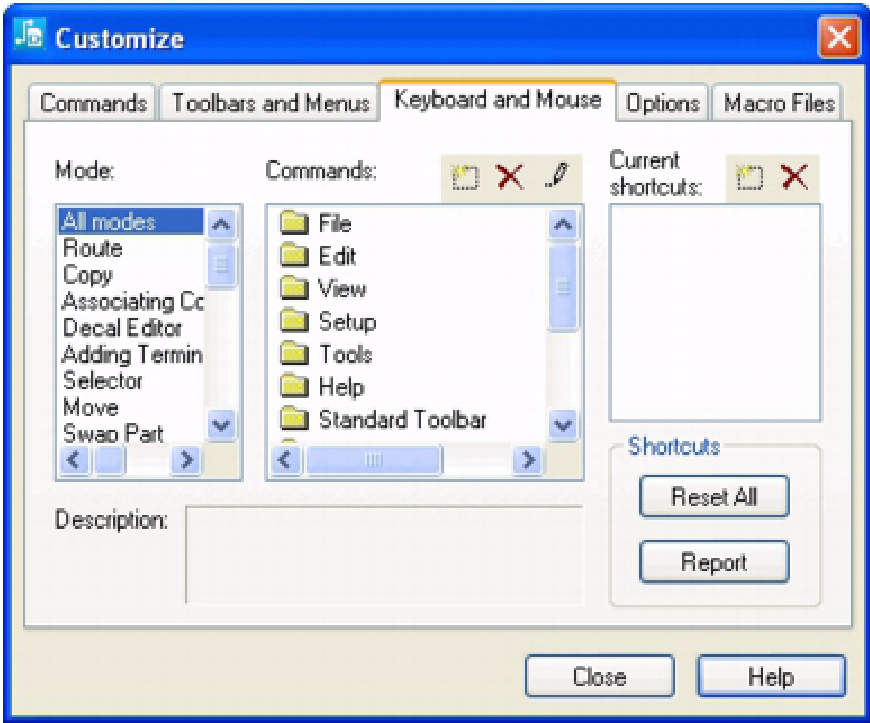 Customize
Commands
Toolbars and Menus
Keyboard and Mouse
Options
Macro Files
Mode:
All modes
Route
Copy
Associating Co
Decal Editor
Adding Termin
Selector
Move
Swap Part
Commands:
File
Edit
View
Setup
Tools
Help
Standard Toolbar
Current
shortcuts:
Shortcuts
Reset All
Report
Description:
Close
Help